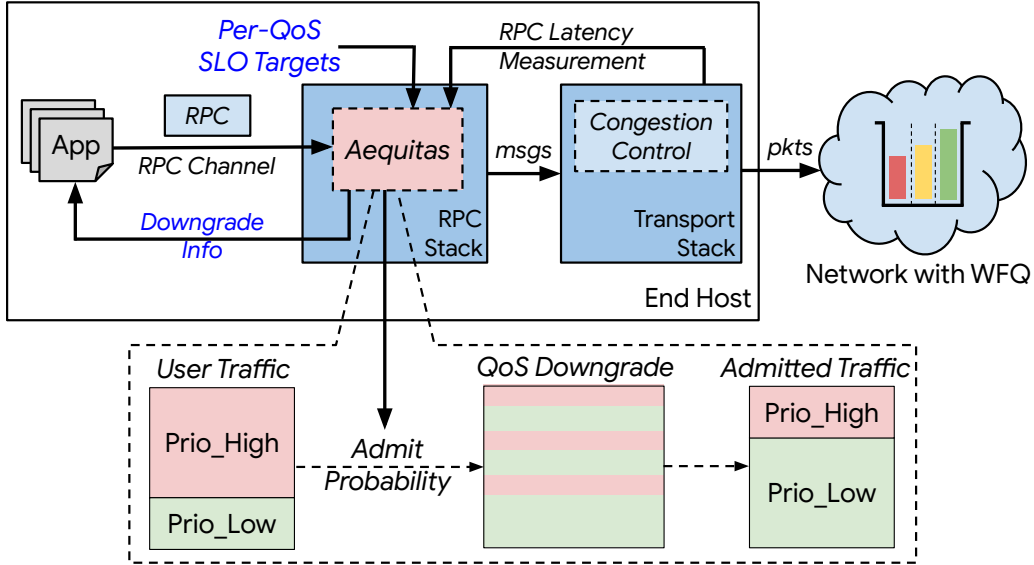 Per-QoS
SLO Targets
RPC Latency
Measurement
RPC
App
RPC Channel
Aequitas
msgs
Congestion
Control
pkts
Downgrade
Info
RPC
Stack
Transport
Stack
Network with WFQ
End Host
User Traffic
QoS Downgrade
Admitted Traffic
Prio_High
Prio_Low
Admit
Probability
Prio_High
Prio_Low